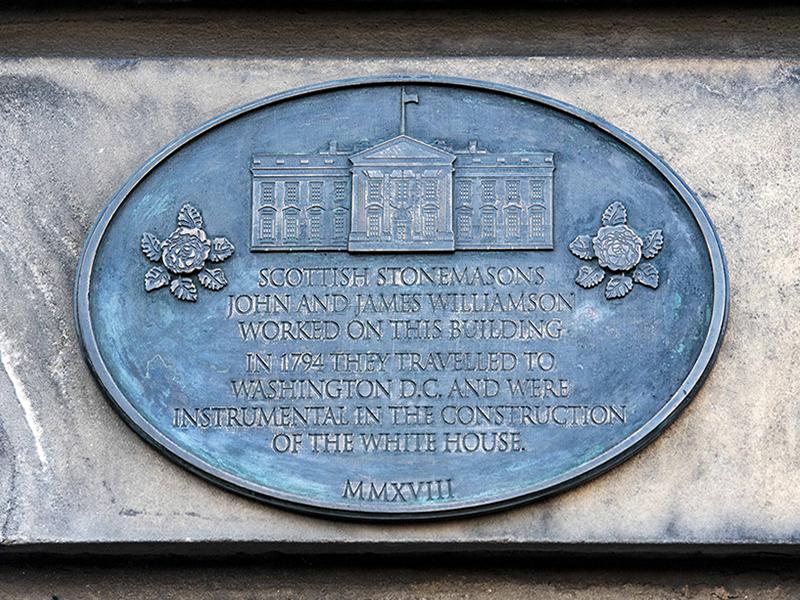 SCOTTISH STONEMASONS
JOHN AND JAMES WILLIAMSON
WORKED ON THIS BUILDING
IN 1794 THEY TRAVELLED TO
WASHINGTON D.C. AND WERE
INSTRUMENTAL IN THE CONSTRUCTION
OF THE WHITE HOUSE.
MMXVIII